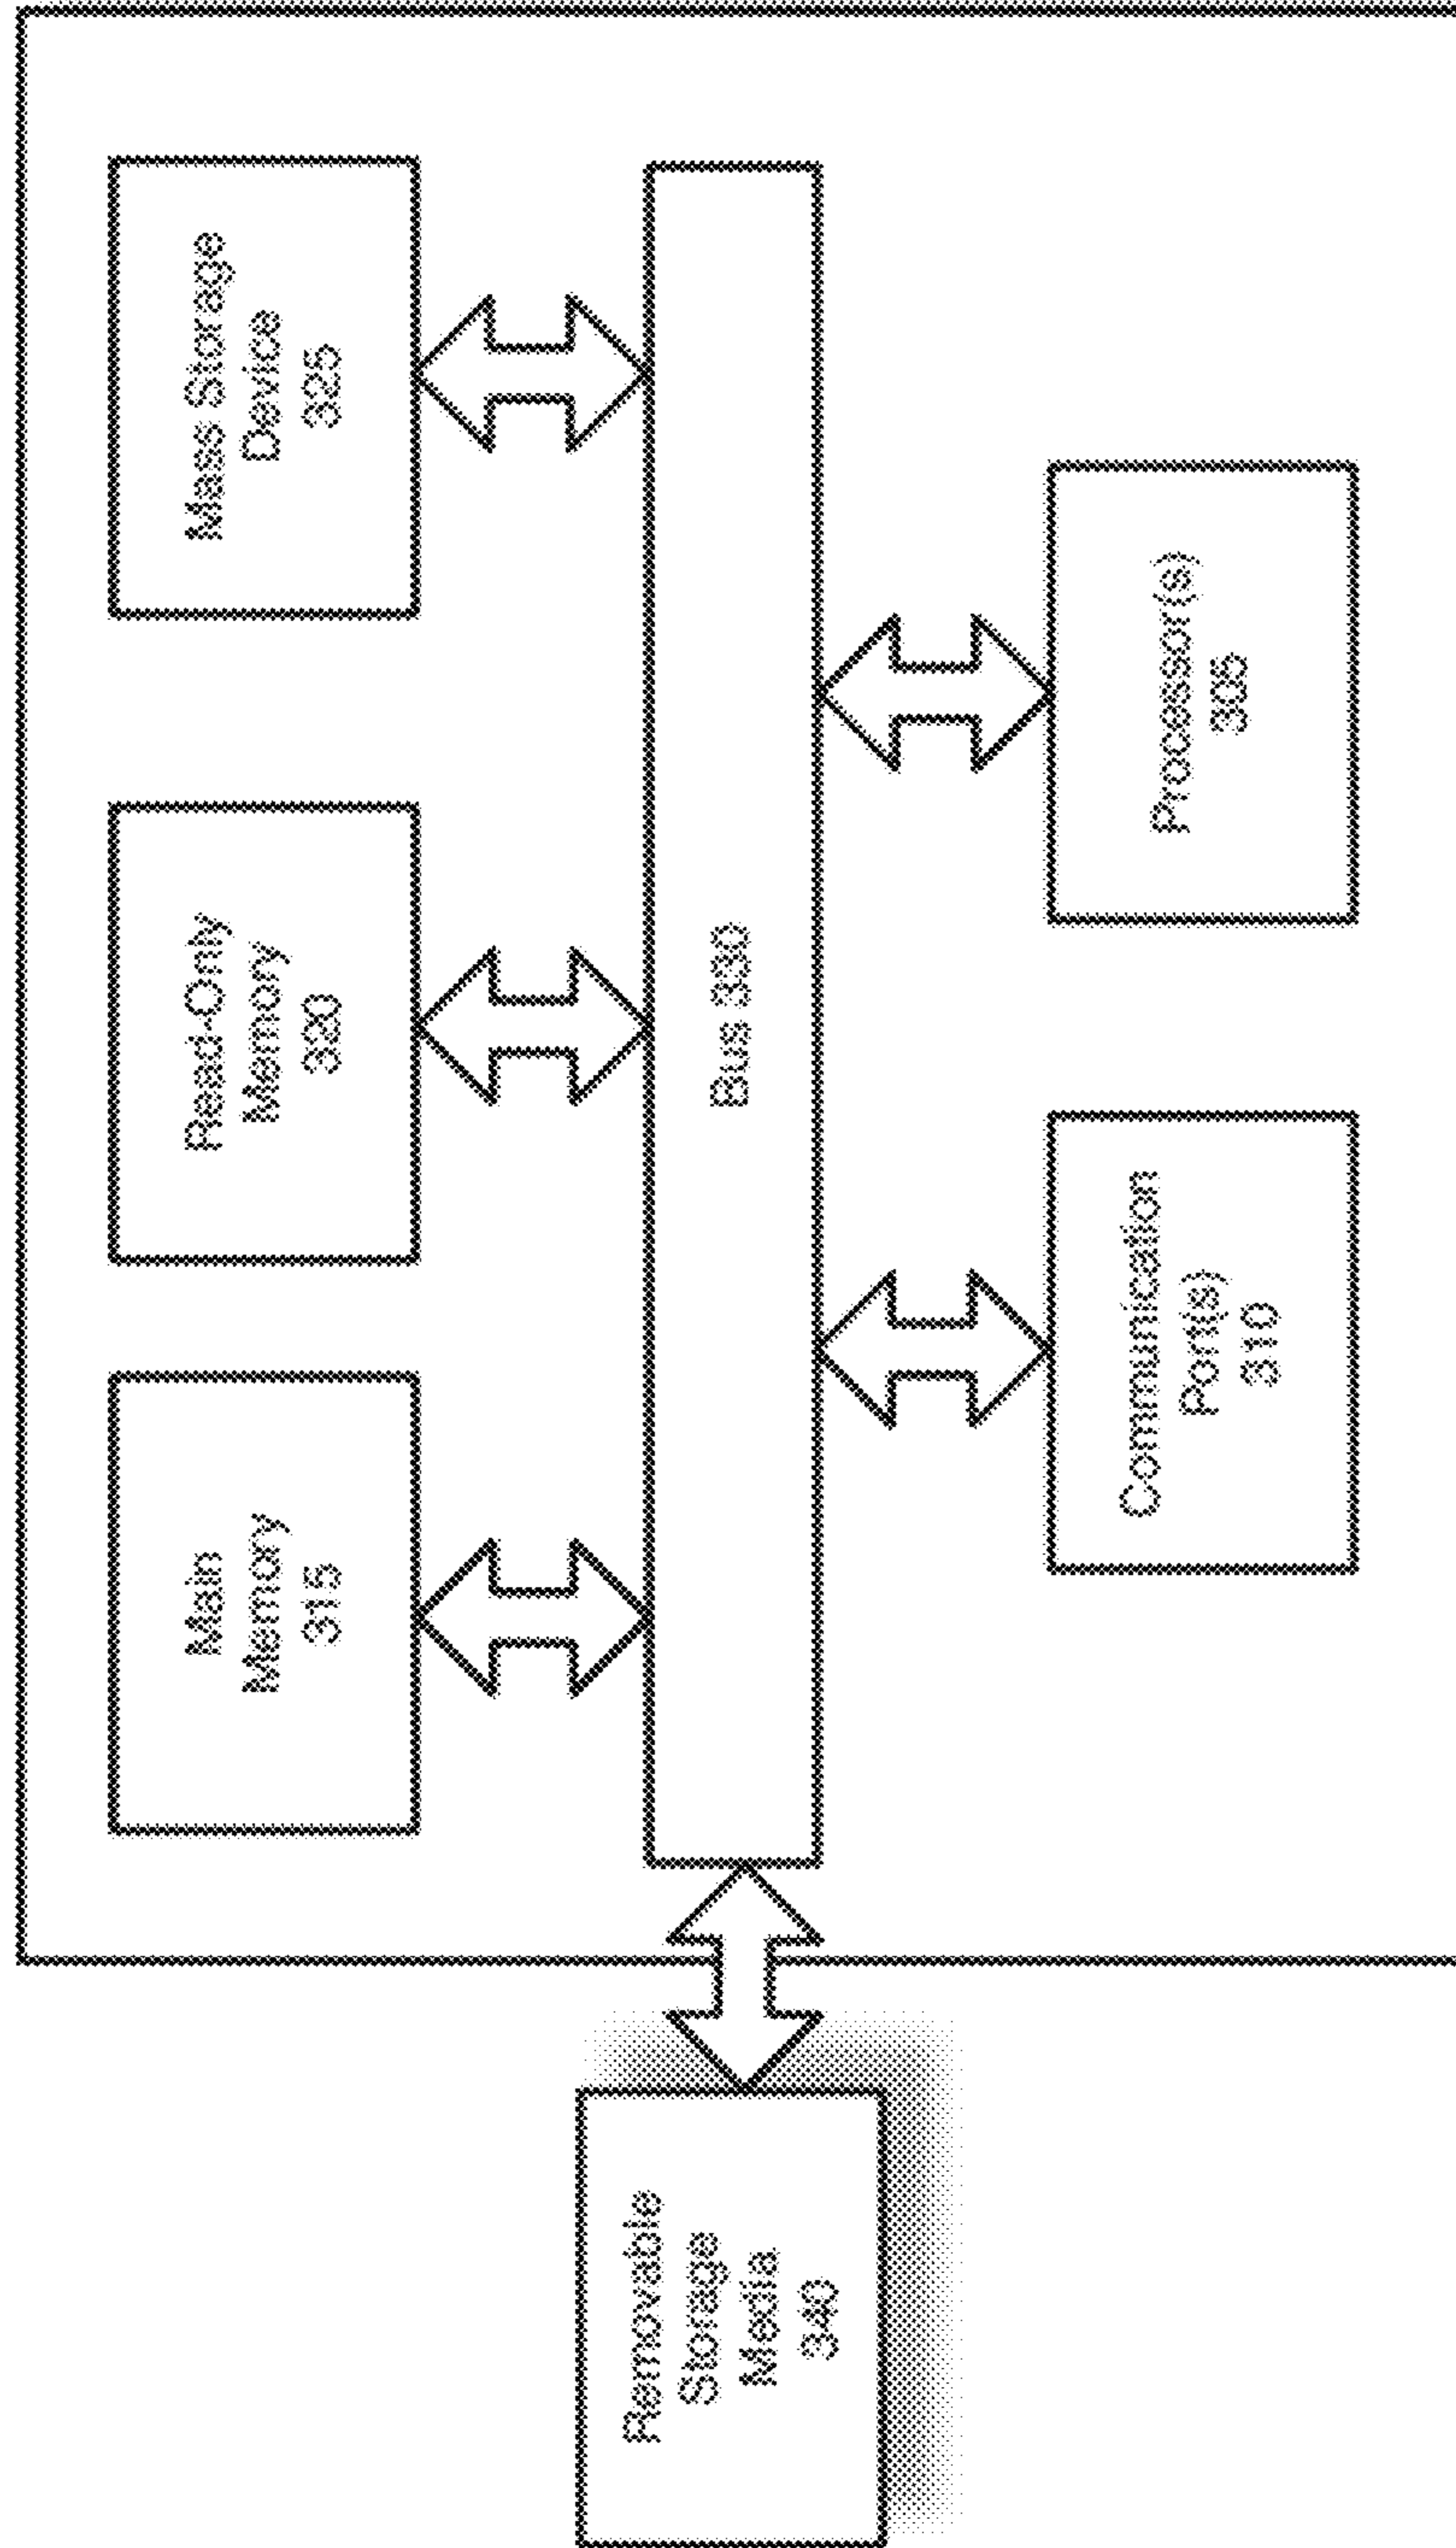 Main
Memory
315
Read-Only
Memory
320
Mass Storage
Device
325
Bus 330
Removable
Storage
Media
340
Communication
Port(s)
310
Processor(s)
305